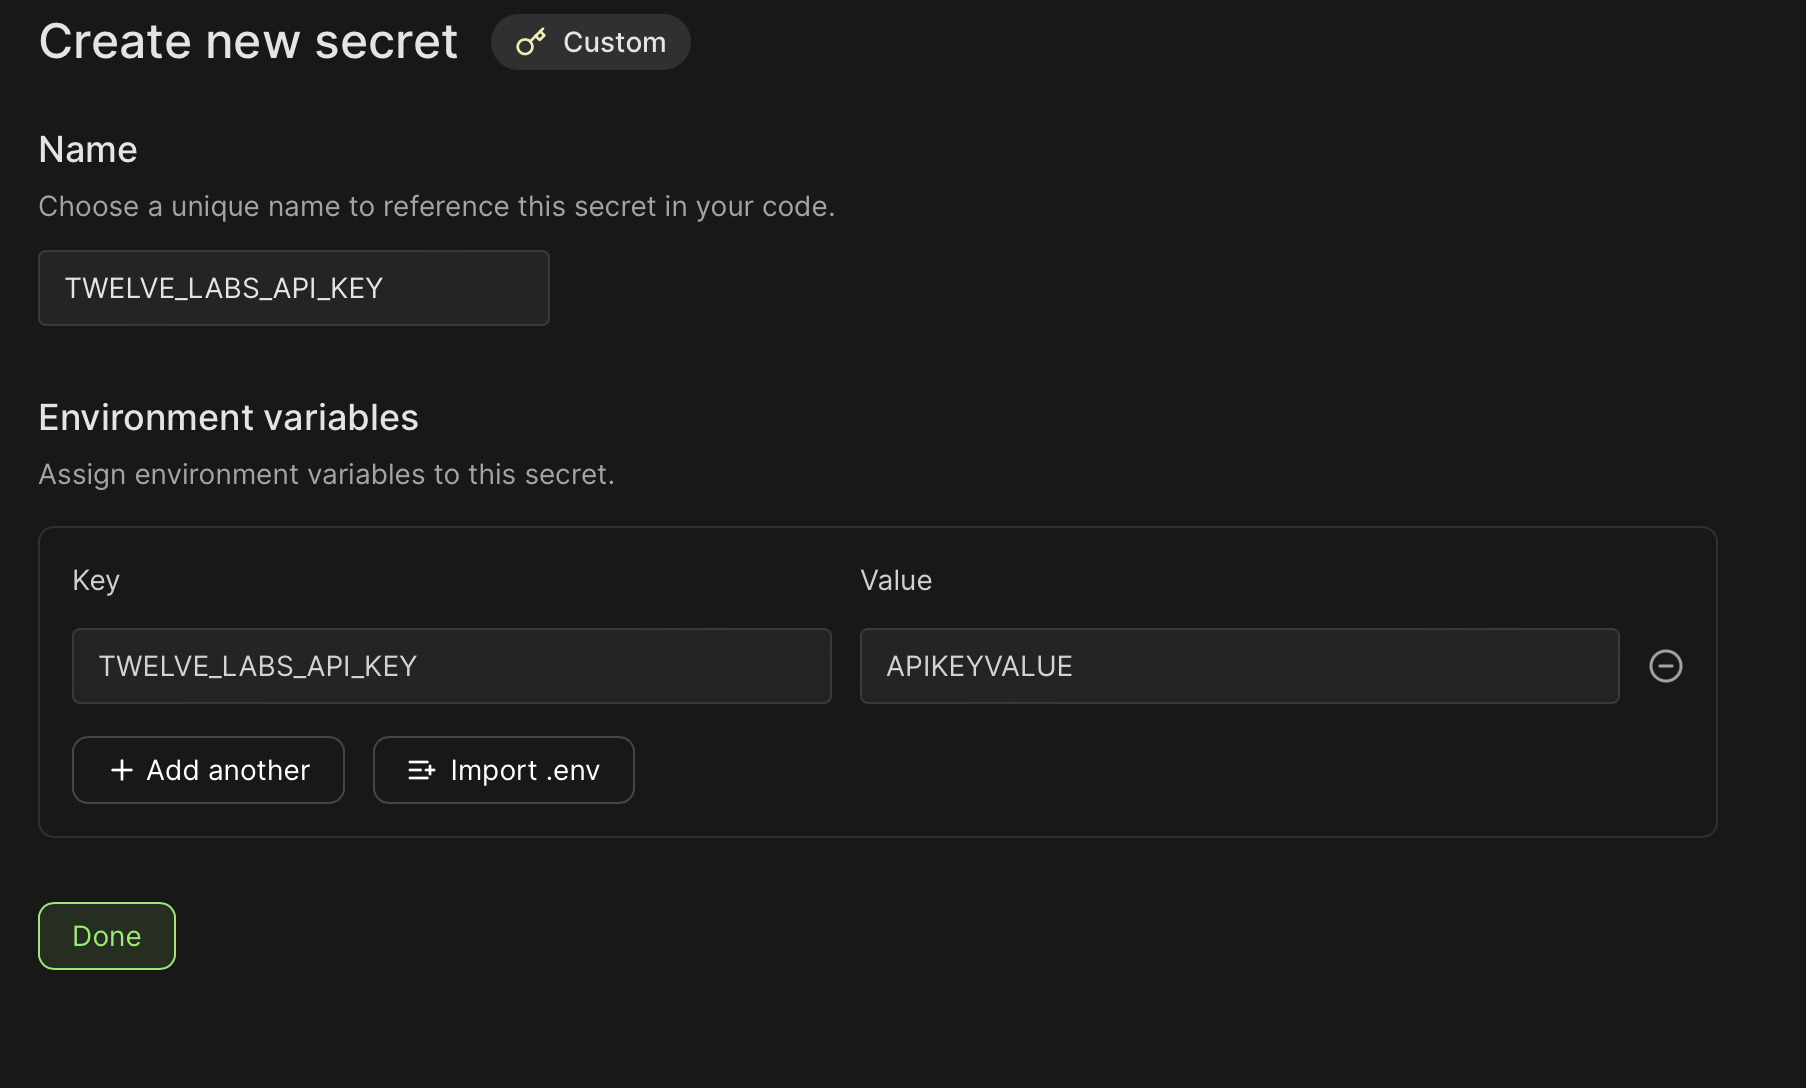 Create new secret
Custom
Name
Choose a unique name to reference this secret in your code.
TWELVE_LABS_API_KEY
Environment variables
Assign environment variables to this secret.
Key Value
TWELVE_LABS_API_KEY APIKEYVALUE
Add another Import .env
Done